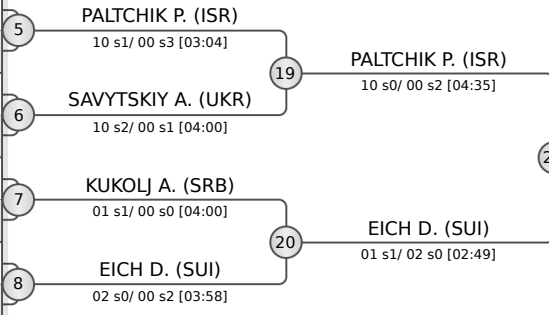 PALTCHIK P. (ISR)
5
10 s1/ 00 s3 [03:04]
19
PALTCHIK P. (ISR)
10 s0/ 00 s2 [04:35]
SAVYTSKIY A. (UKR)
6
10 s2/ 00 s1 [04:00]
KUKOLJ A. (SRB)
7
01 s1/ 00 s0 [04:00]
20
EICH D. (SUI)
01 s1/ 02 s0 [02:49]
EICH D. (SUI)
8
02 s0/ 00 s2 [03:58]